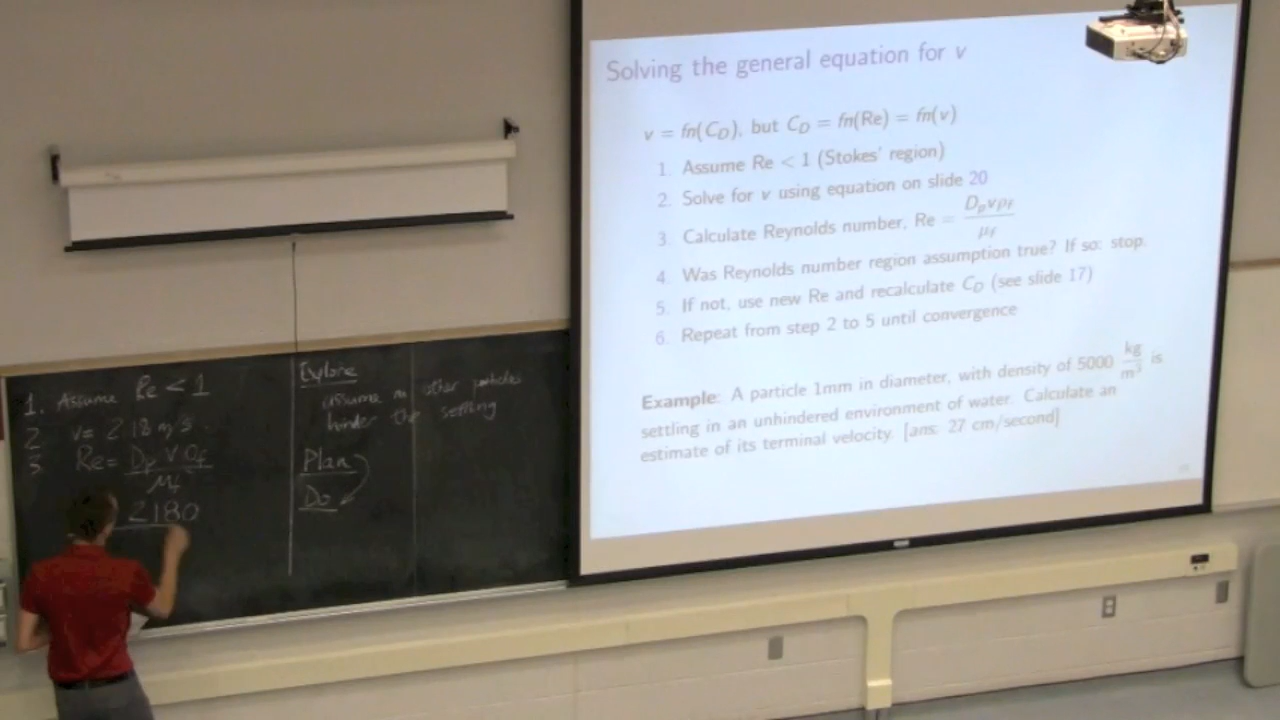 Solving the general equation for v
v = fn(C_D), but C_D = fn(Re) = fn(v)
1. Assume Re < 1 (Stokes' region)
2. Solve for v using equation on slide 20
3. Calculate Reynolds number, Re = D_p v ρ_f / μ_f
4. Was Reynolds number region assumption true? If so: stop.
5. If not, use new Re and recalculate C_D (see slide 17)
6. Repeat from step 2 to 5 until convergence
Example: A particle 1mm in diameter, with density of 5000 kg/m³ is
settling in an unhindered environment of water. Calculate an
estimate of its terminal velocity. [ans: 27 cm/second]
1. Assume Re < 1
2 v= 2.18 m/s
3 Re= D_p V ρ_f / μ_f
2180
Explore
assume no other particles
hinder the settling
Plan
Do